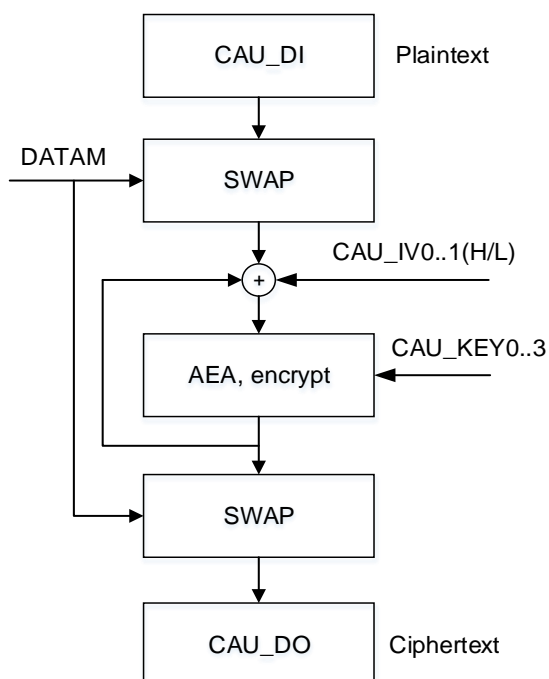 CAU_DI
Plaintext
DATAM
SWAP
CAU_IV0..1(H/L)
+
AEA, encrypt
CAU_KEY0..3
SWAP
CAU_DO
Ciphertext